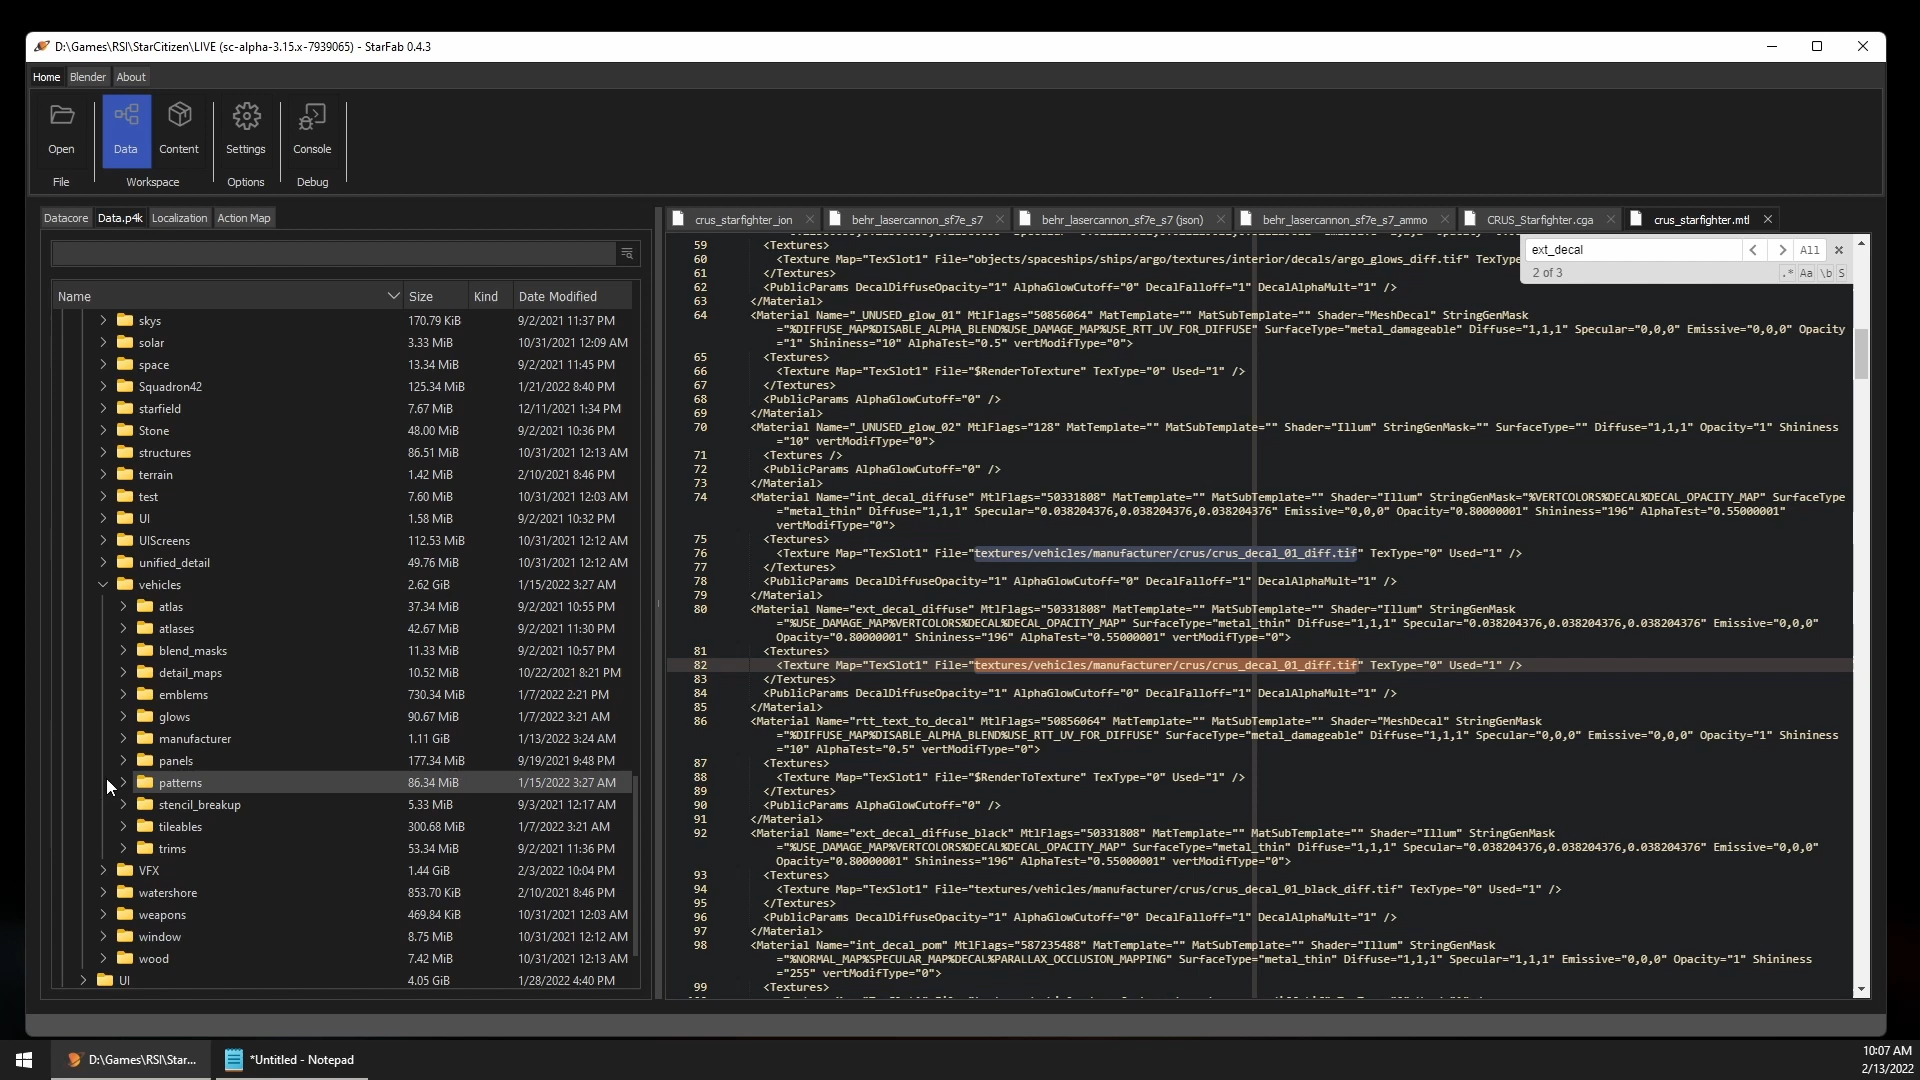 D:\Games\RSI\StarCitizen\LIVE (sc-alpha-3.15.x-7939065) - StarFab 0.4.3
Home Blender About
Open Data Content Settings Console
File Workspace Options Debug
Datacore Data.p4k Localization Action Map
Name Size Kind Date Modified
skys 170.79 KiB 9/2/2021 11:37 PM
solar 3.33 MiB 10/31/2021 12:09 AM
space 13.34 MiB 9/2/2021 11:45 PM
Squadron42 125.34 MiB 1/21/2022 8:40 PM
starfield 7.67 MiB 12/11/2021 1:34 PM
Stone 48.00 MiB 9/2/2021 10:36 PM
structures 86.51 MiB 10/31/2021 12:13 AM
terrain 1.42 MiB 2/10/2021 8:46 PM
test 7.60 MiB 10/31/2021 12:03 AM
UI 1.58 MiB 9/2/2021 10:32 PM
UIScreens 112.53 MiB 10/31/2021 12:12 AM
unified_detail 49.76 MiB 10/31/2021 12:12 AM
vehicles 2.62 GiB 1/15/2022 3:27 AM
atlas 37.34 MiB 9/2/2021 10:55 PM
atlases 42.67 MiB 9/2/2021 11:30 PM
blend_masks 11.33 MiB 9/2/2021 10:57 PM
detail_maps 10.52 MiB 10/22/2021 8:21 PM
emblems 730.34 MiB 1/7/2022 2:21 PM
glows 90.67 MiB 1/7/2022 3:21 AM
manufacturer 1.11 GiB 1/13/2022 3:24 AM
panels 177.34 MiB 9/19/2021 9:48 PM
patterns 86.34 MiB 1/15/2022 3:27 AM
stencil_breakup 5.33 MiB 9/3/2021 12:17 AM
tileables 300.68 MiB 1/7/2022 3:21 AM
trims 53.34 MiB 9/2/2021 11:36 PM
VFX 1.44 GiB 2/3/2022 10:04 PM
watershore 853.70 KiB 2/10/2021 8:46 PM
weapons 469.84 KiB 10/31/2021 12:03 AM
window 8.75 MiB 10/31/2021 12:12 AM
wood 7.42 MiB 10/31/2021 12:13 AM
UI 4.05 GiB 1/28/2022 4:40 PM
crus_starfighter_ion behr_lasercannon_sf7e_s7 behr_lasercannon_sf7e_s7 (json) behr_lasercannon_sf7e_s7_ammo CRUS_Starfighter.cga crus_starfighter.mtl
ext_decal All
2 of 3 .* Aa \b S
59 <Textures>
60 <Texture Map="TexSlot1" File="objects/spaceships/ships/argo/textures/interior/decals/argo_glows_diff.tif" TexType
61 </Textures>
62 <PublicParams DecalDiffuseOpacity="1" AlphaGlowCutoff="0" DecalFalloff="1" DecalAlphaMult="1" />
63 </Material>
64 <Material Name="_UNUSED_glow_01" MtlFlags="50856064" MatTemplate="" MatSubTemplate="" Shader="MeshDecal" StringGenMask
="%DIFFUSE_MAP%DISABLE_ALPHA_BLEND%USE_DAMAGE_MAP%USE_RTT_UV_FOR_DIFFUSE" SurfaceType="metal_damageable" Diffuse="1,1,1" Specular="0,0,0" Emissive="0,0,0" Opacity
="1" Shininess="10" AlphaTest="0.5" vertModifType="0">
65 <Textures>
66 <Texture Map="TexSlot1" File="$RenderToTexture" TexType="0" Used="1" />
67 </Textures>
68 <PublicParams AlphaGlowCutoff="0" />
69 </Material>
70 <Material Name="_UNUSED_glow_02" MtlFlags="128" MatTemplate="" MatSubTemplate="" Shader="Illum" StringGenMask="" SurfaceType="" Diffuse="1,1,1" Opacity="1" Shininess
="10" vertModifType="0">
71 <Textures />
72 <PublicParams AlphaGlowCutoff="0" />
73 </Material>
74 <Material Name="int_decal_diffuse" MtlFlags="50331808" MatTemplate="" MatSubTemplate="" Shader="Illum" StringGenMask="%VERTCOLORS%DECAL%DECAL_OPACITY_MAP" SurfaceType
="metal_thin" Diffuse="1,1,1" Specular="0.038204376,0.038204376,0.038204376" Emissive="0,0,0" Opacity="0.80000001" Shininess="196" AlphaTest="0.55000001"
vertModifType="0">
75 <Textures>
76 <Texture Map="TexSlot1" File="textures/vehicles/manufacturer/crus/crus_decal_01_diff.tif" TexType="0" Used="1" />
77 </Textures>
78 <PublicParams DecalDiffuseOpacity="1" AlphaGlowCutoff="0" DecalFalloff="1" DecalAlphaMult="1" />
79 </Material>
80 <Material Name="ext_decal_diffuse" MtlFlags="50331808" MatTemplate="" MatSubTemplate="" Shader="Illum" StringGenMask
="%USE_DAMAGE_MAP%VERTCOLORS%DECAL%DECAL_OPACITY_MAP" SurfaceType="metal_thin" Diffuse="1,1,1" Specular="0.038204376,0.038204376,0.038204376" Emissive="0,0,0"
Opacity="0.80000001" Shininess="196" AlphaTest="0.55000001" vertModifType="0">
81 <Textures>
82 <Texture Map="TexSlot1" File="textures/vehicles/manufacturer/crus/crus_decal_01_diff.tif" TexType="0" Used="1" />
83 </Textures>
84 <PublicParams DecalDiffuseOpacity="1" AlphaGlowCutoff="0" DecalFalloff="1" DecalAlphaMult="1" />
85 </Material>
86 <Material Name="rtt_text_to_decal" MtlFlags="50856064" MatTemplate="" MatSubTemplate="" Shader="MeshDecal" StringGenMask
="%DIFFUSE_MAP%DISABLE_ALPHA_BLEND%USE_RTT_UV_FOR_DIFFUSE" SurfaceType="metal_damageable" Diffuse="1,1,1" Specular="0,0,0" Emissive="0,0,0" Opacity="1" Shininess
="10" AlphaTest="0.5" vertModifType="0">
87 <Textures>
88 <Texture Map="TexSlot1" File="$RenderToTexture" TexType="0" Used="1" />
89 </Textures>
90 <PublicParams AlphaGlowCutoff="0" />
91 </Material>
92 <Material Name="ext_decal_diffuse_black" MtlFlags="50331808" MatTemplate="" MatSubTemplate="" Shader="Illum" StringGenMask
="%USE_DAMAGE_MAP%VERTCOLORS%DECAL%DECAL_OPACITY_MAP" SurfaceType="metal_thin" Diffuse="1,1,1" Specular="0.038204376,0.038204376,0.038204376" Emissive="0,0,0"
Opacity="0.80000001" Shininess="196" AlphaTest="0.55000001" vertModifType="0">
93 <Textures>
94 <Texture Map="TexSlot1" File="textures/vehicles/manufacturer/crus/crus_decal_01_black_diff.tif" TexType="0" Used="1" />
95 </Textures>
96 <PublicParams DecalDiffuseOpacity="1" AlphaGlowCutoff="0" DecalFalloff="1" DecalAlphaMult="1" />
97 </Material>
98 <Material Name="int_decal_pom" MtlFlags="587235488" MatTemplate="" MatSubTemplate="" Shader="Illum" StringGenMask
="%NORMAL_MAP%SPECULAR_MAP%DECAL%PARALLAX_OCCLUSION_MAPPING" SurfaceType="metal_thin" Diffuse="1,1,1" Specular="1,1,1" Emissive="0,0,0" Opacity="1" Shininess
="255" vertModifType="0">
99 <Textures>
D:\Games\RSI\Star... *Untitled - Notepad
10:07 AM
2/13/2022